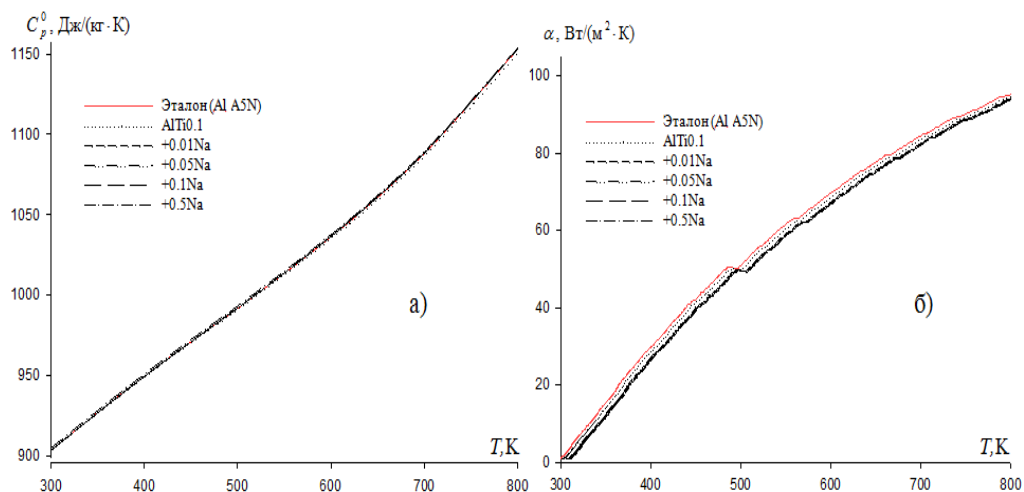 C_p^0, Дж/(кг · К)
1150
1100
1050
1000
950
900
300 400 500 600 700 800
Эталон (Al A5N)
AlTi0.1
+0.01Na
+0.05Na
+0.1Na
+0.5Na
а)
T,K
α, Вт/(м² · К)
100
80
60
40
20
0
300 400 500 600 700 800
Эталон (Al A5N)
AlTi0.1
+0.01Na
+0.05Na
+0.1Na
+0.5Na
б)
T,K